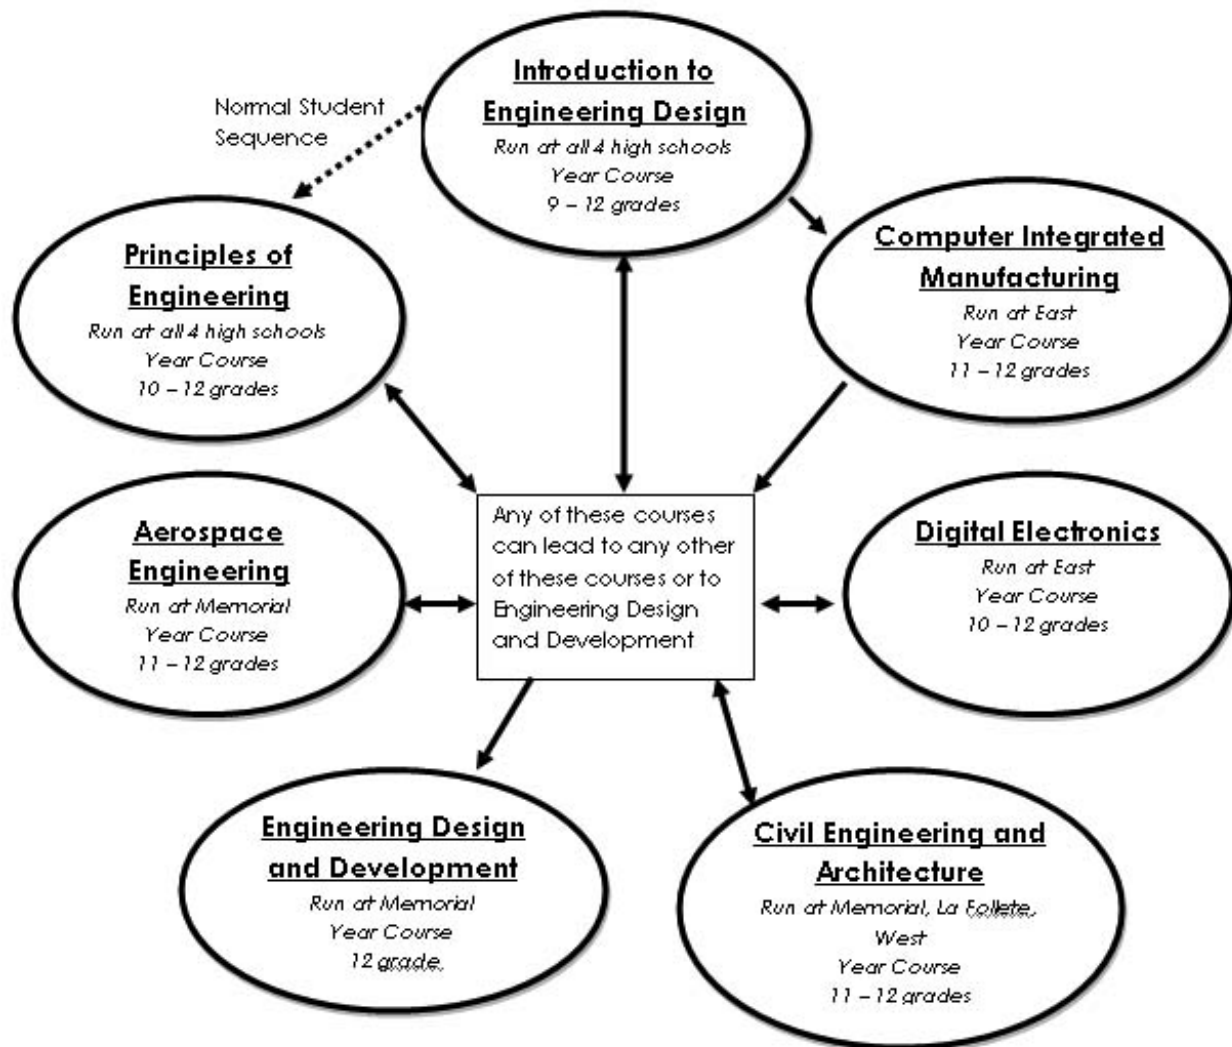 Introduction to
Engineering Design
Run at all 4 high schools
Year Course
9 – 12 grades
Normal Student
Sequence
Principles of
Engineering
Run at all 4 high schools
Year Course
10 – 12 grades
Computer Integrated
Manufacturing
Run at East
Year Course
11 – 12 grades
Aerospace
Engineering
Run at Memorial
Year Course
11 – 12 grades
Any of these courses
can lead to any other
of these courses or to
Engineering Design
and Development
Digital Electronics
Run at East
Year Course
10 – 12 grades
Engineering Design
and Development
Run at Memorial
Year Course
12 grade.
Civil Engineering and
Architecture
Run at Memorial, La Follete,
West
Year Course
11 – 12 grades